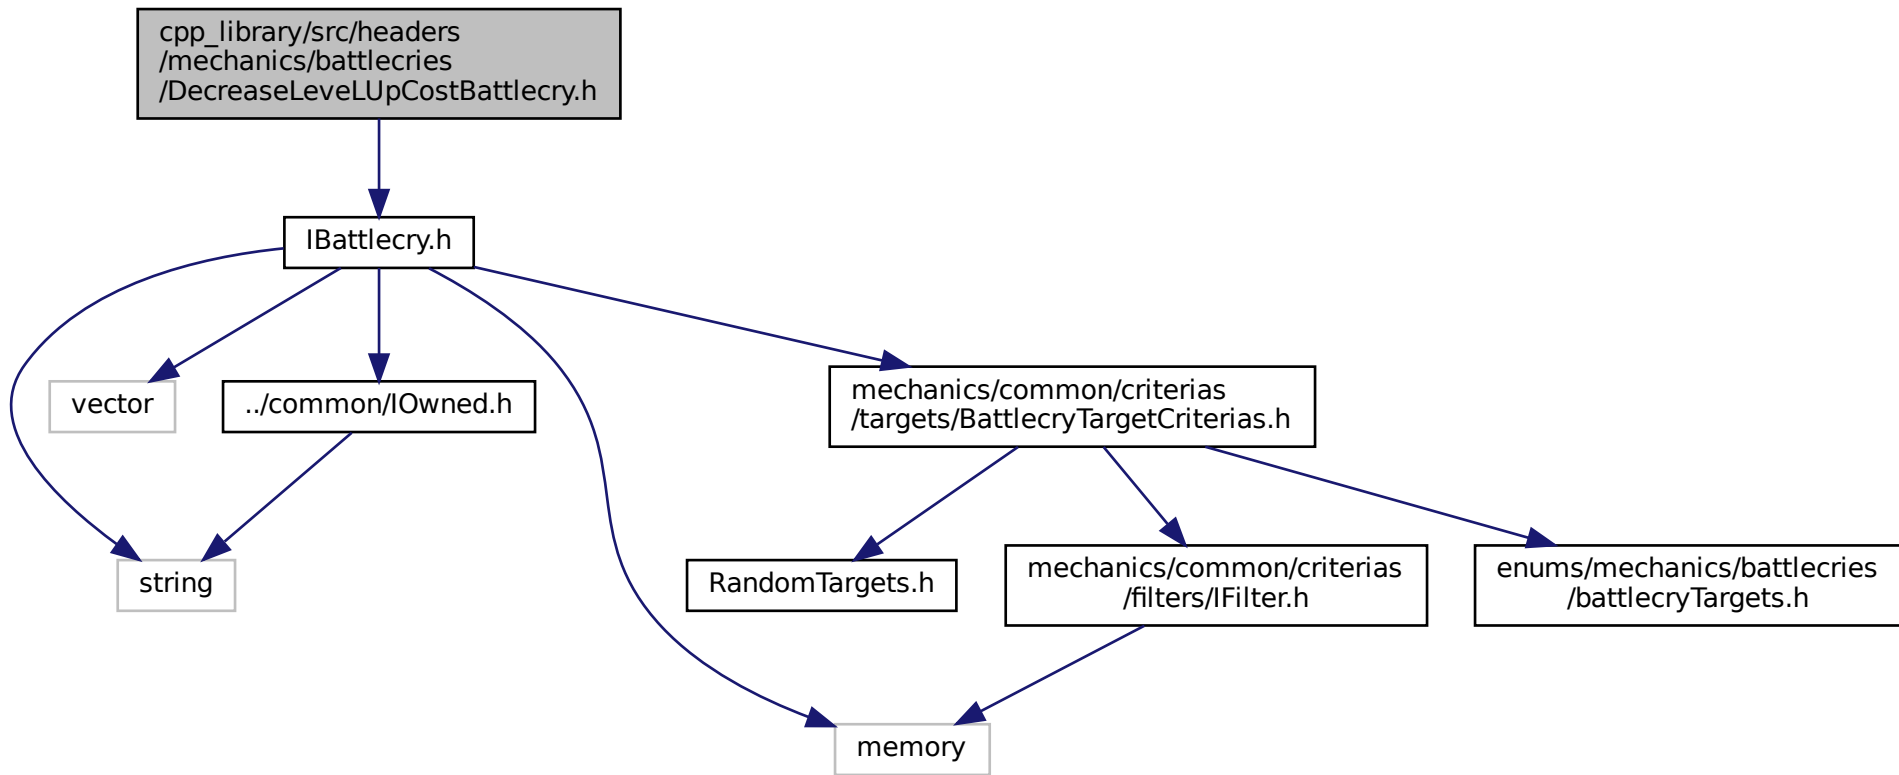 cpp_library/src/headers
/mechanics/battlecries
/DecreaseLeveLUpCostBattlecry.h
IBattlecry.h
vector
../common/IOwned.h
mechanics/common/criterias
/targets/BattlecryTargetCriterias.h
string
RandomTargets.h
mechanics/common/criterias
/filters/IFilter.h
enums/mechanics/battlecries
/battlecryTargets.h
memory